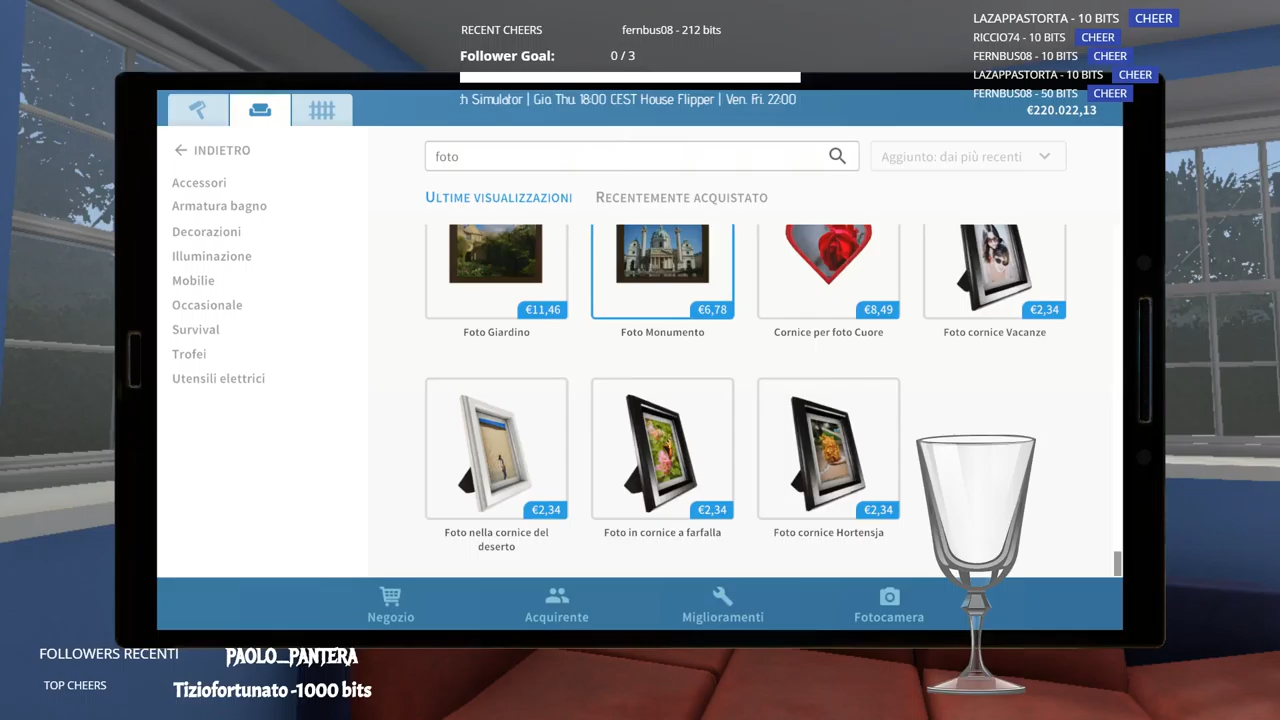 RECENT CHEERS
fernbus08 - 212 bits
Follower Goal:
0 / 3
h Simulator | Gio. Thu. 18:00 CEST House Flipper | Ven. Fri. 22:00
LAZAPPASTORTA - 10 BITS CHEER
RICCIO74 - 10 BITS CHEER
FERNBUS08 - 10 BITS CHEER
LAZAPPASTORTA - 10 BITS CHEER
FERNBUS08 - 50 BITS CHEER
€220.022,13
INDIETRO
Accessori
Armatura bagno
Decorazioni
Illuminazione
Mobilie
Occasionale
Survival
Trofei
Utensili elettrici
foto
Aggiunto: dai più recenti
ULTIME VISUALIZZAZIONI
RECENTEMENTE ACQUISTATO
€11,46
€6,78
€8,49
€2,34
Foto Giardino
Foto Monumento
Cornice per foto Cuore
Foto cornice Vacanze
€2,34
€2,34
€2,34
Foto nella cornice del
deserto
Foto in cornice a farfalla
Foto cornice Hortensja
Negozio
Acquirente
Miglioramenti
Fotocamera
FOLLOWERS RECENTI
PAOLO_PANTERA
TOP CHEERS
Tiziofortunato -1000 bits